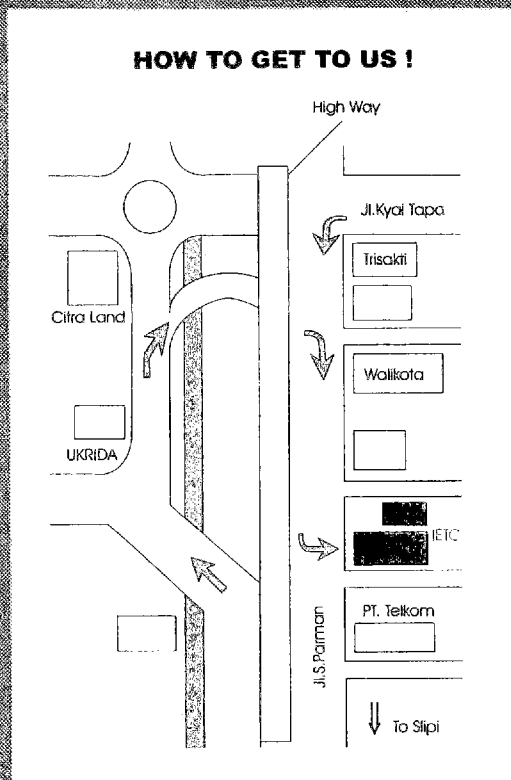 HOW TO GET TO US !
High Way
Jl.Kyai Tapa
Trisakti
Citra Land
Walikota
UKRIDA
IETC
PT. Telkom
Jl.S.Parman
To Slipi